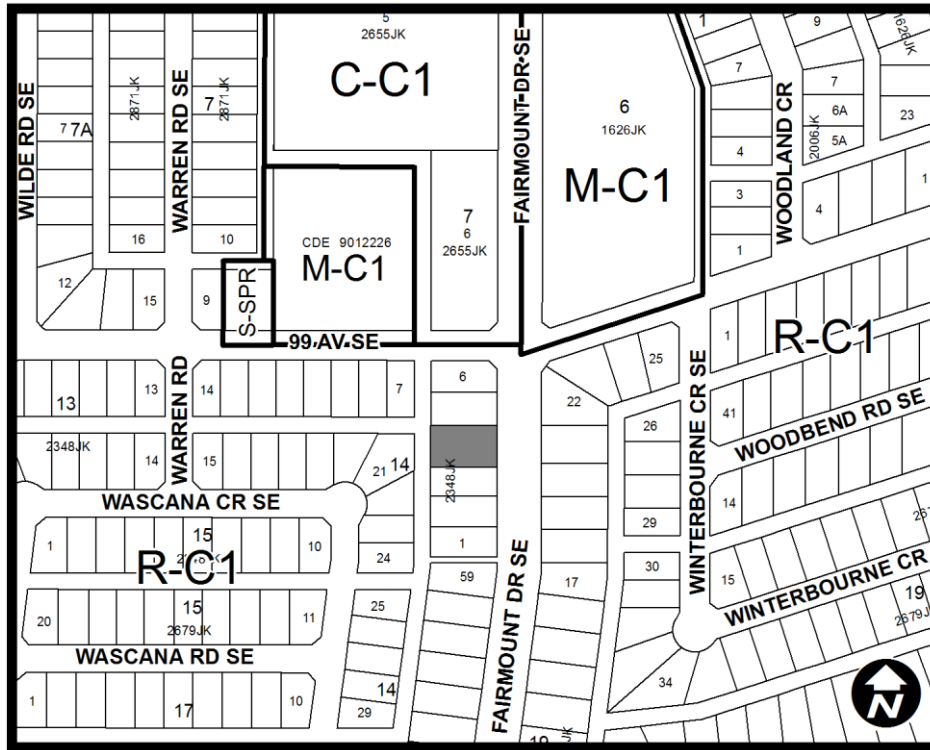 5
2655JK
C-C1
FAIRMOUNT DR SE
6
1626JK
M-C1
1
7
4
3
1
WOODLAND CR
9
7
6A
5A
2006JK
1626JK
23
4
1
WILDE RD SE
7 7A
2871JK
16
WARREN RD SE
7
2871JK
10
12
15
9
S-SPR
CDE 9012226
M-C1
7
6
2655JK
99 AV SE
13
13
2348JK
14
WARREN RD
14
7
15
21 14
24
WASCANA CR SE
6
2348JK
1
22
25
26
29
30
34
WINTERBOURNE CR SE
1
R-C1
41
WOODBEND RD SE
14
15
WINTERBOURNE CR
19
2679J
1
15
10
R-C1
20
15
2679JK
11
WASCANA RD SE
1
17
10
25
14
29
59
FAIRMOUNT DR SE
17
N